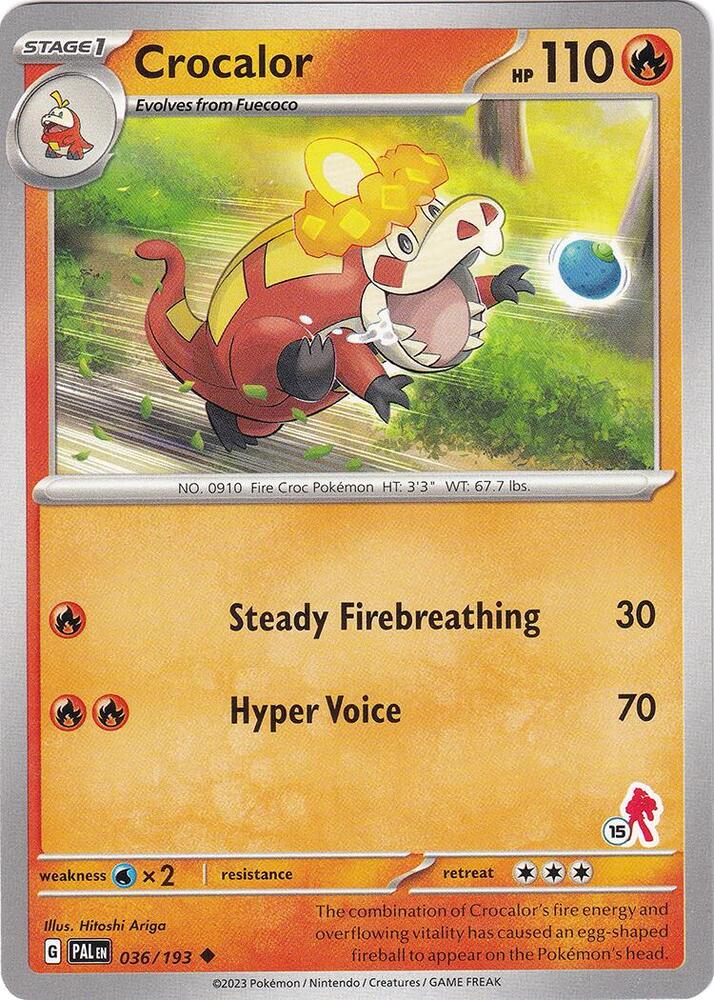 STAGE1
Crocalor
HP 110
Evolves from Fuecoco
NO. 0910 Fire Croc Pokémon HT: 3'3" WT: 67.7 lbs.
Steady Firebreathing 30
Hyper Voice 70
15
weakness ×2 resistance retreat
Illus. Hitoshi Ariga
The combination of Crocalor's fire energy and
overflowing vitality has caused an egg-shaped
fireball to appear on the Pokémon's head.
G PAL EN 036/193
©2023 Pokémon / Nintendo / Creatures / GAME FREAK